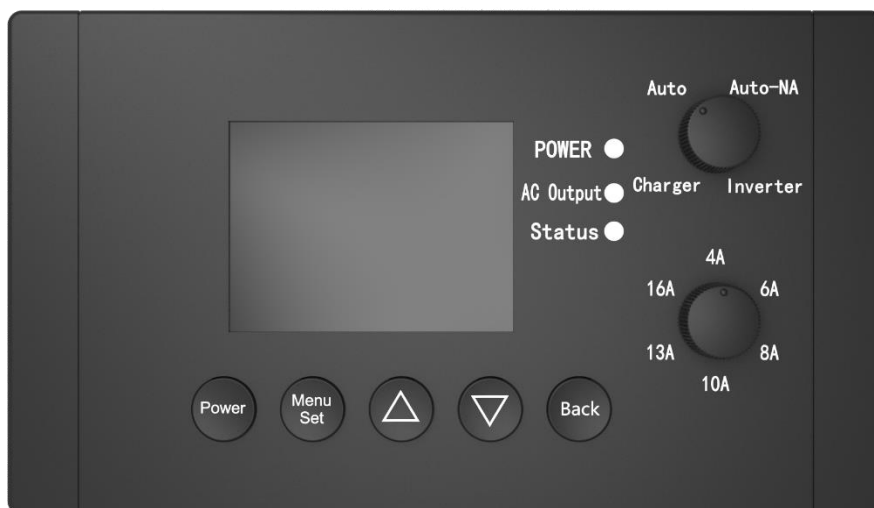 Auto Auto-NA
POWER
AC Output
Charger Inverter
Status
4A
16A 6A
13A 8A
10A
Power
Menu
Set
Back